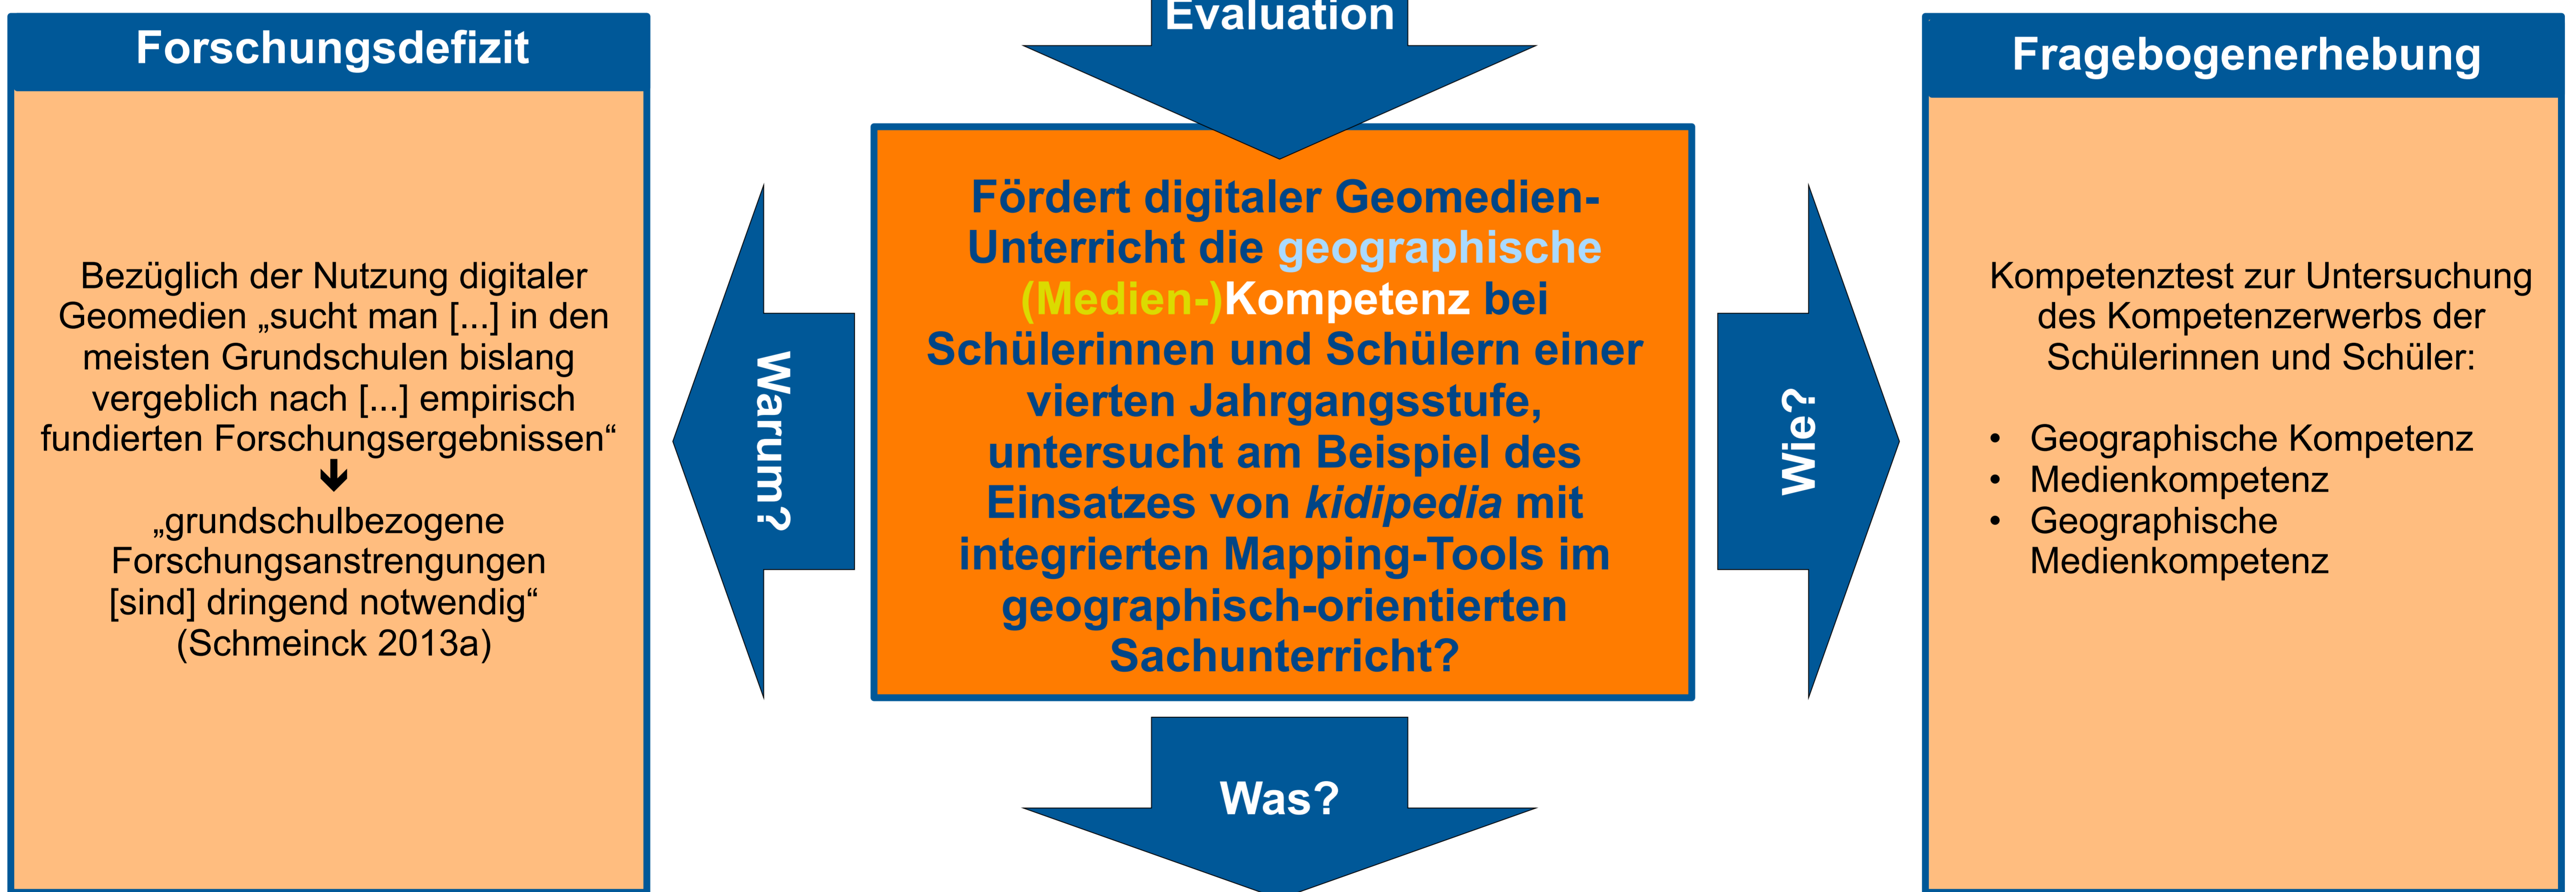 Evaluation
Forschungsdefizit
Bezüglich der Nutzung digitaler
Geomedien „sucht man [...] in den
meisten Grundschulen bislang
vergeblich nach [...] empirisch
fundierten Forschungsergebnissen“
🡻
„grundschulbezogene
Forschungsanstrengungen
[sind] dringend notwendig“
(Schmeinck 2013a)
Warum?
Fördert digitaler Geomedien-
Unterricht die geographische
(Medien-)Kompetenz bei
Schülerinnen und Schülern einer
vierten Jahrgangsstufe,
untersucht am Beispiel des
Einsatzes von kidipedia mit
integrierten Mapping-Tools im
geographisch-orientierten
Sachunterricht?
Wie?
Fragebogenerhebung
Kompetenztest zur Untersuchung
des Kompetenzerwerbs der
Schülerinnen und Schüler:
• Geographische Kompetenz
• Medienkompetenz
• Geographische
Medienkompetenz
Was?